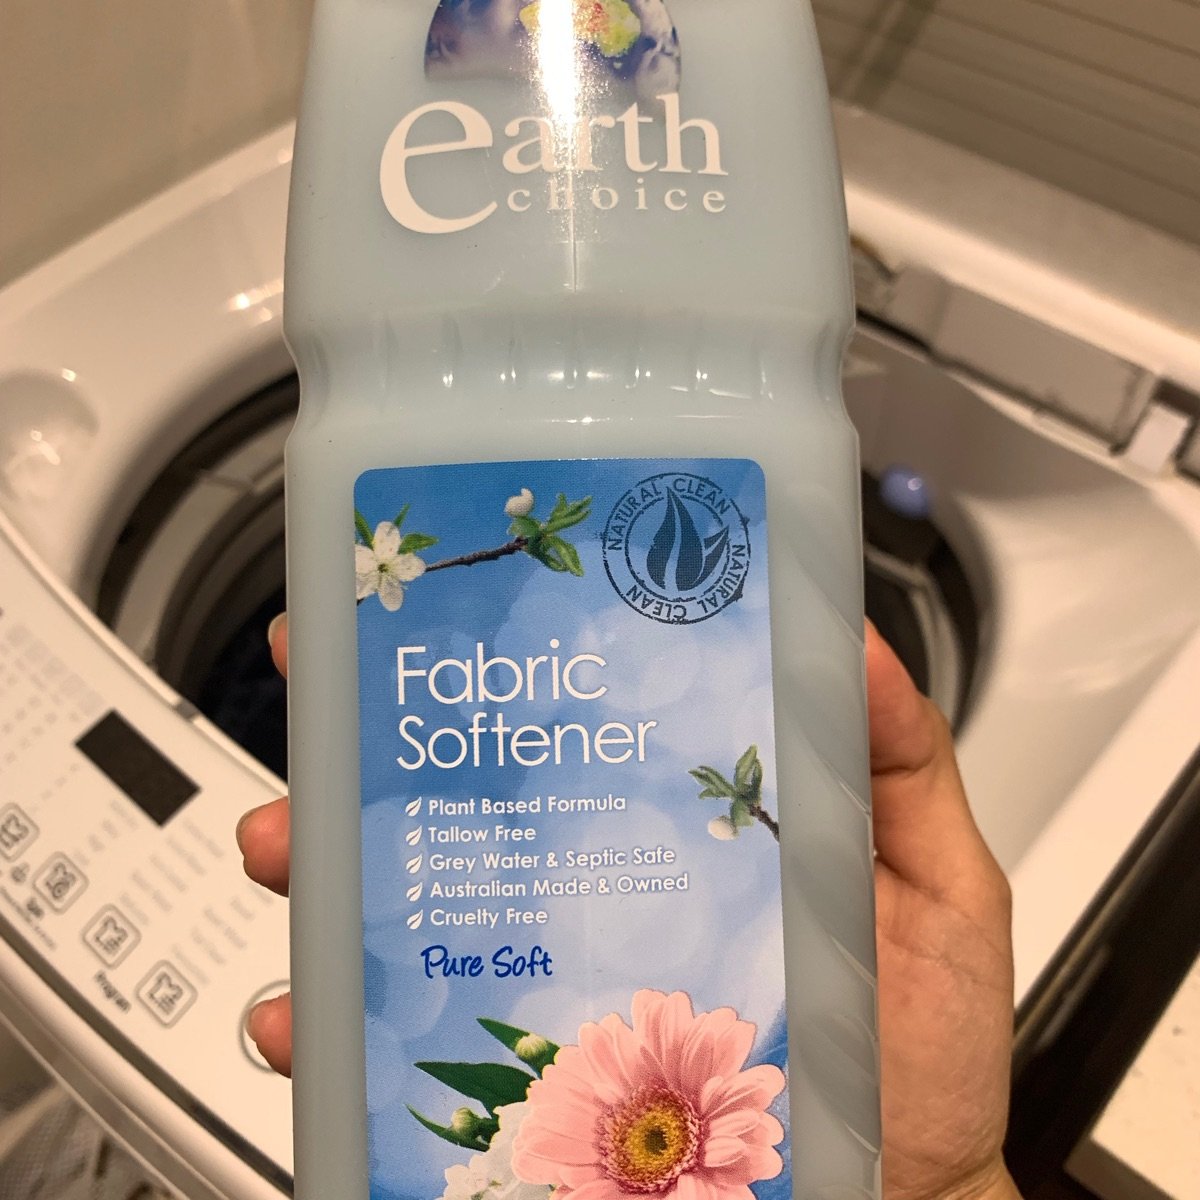 earth
choice
NATURAL CLEAN
NATURAL CLEAN
Fabric
Softener
Plant Based Formula
Tallow Free
Grey Water & Septic Safe
Australian Made & Owned
Cruelty Free
Pure Soft
Program